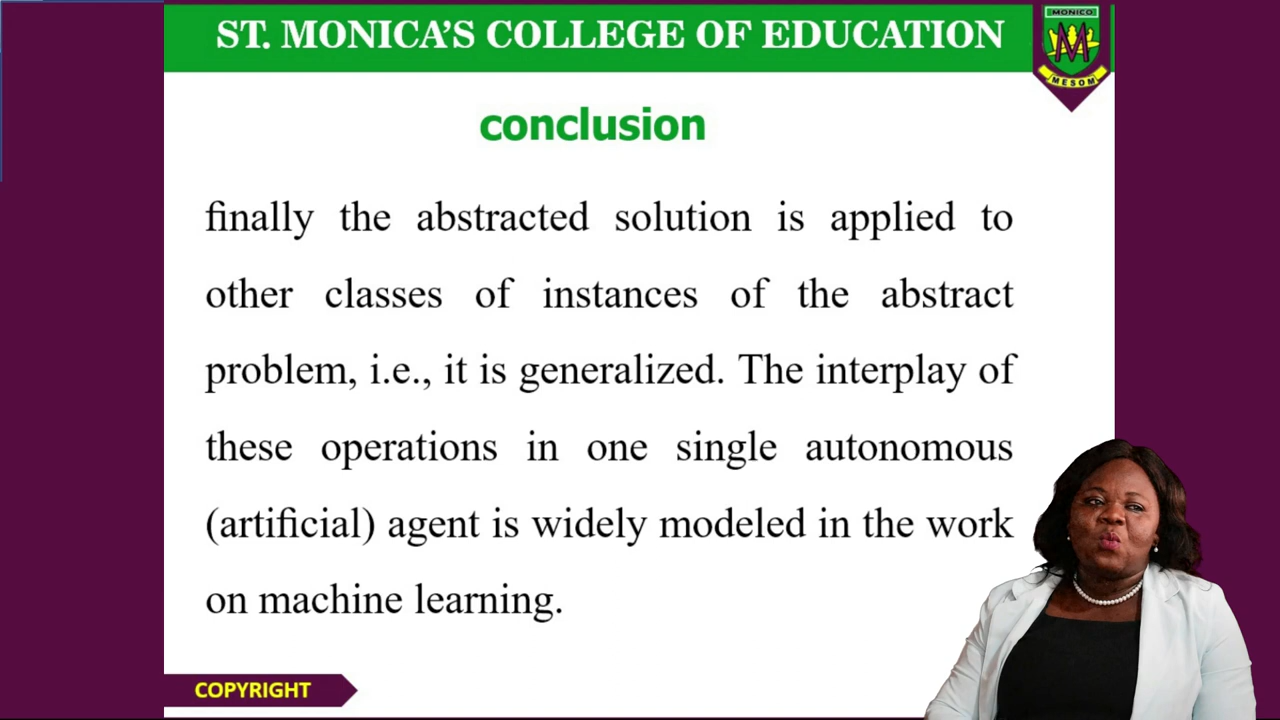 ST. MONICA'S COLLEGE OF EDUCATION
MONICO
M
MESOM
conclusion
finally the abstracted solution is applied to
other classes of instances of the abstract
problem, i.e., it is generalized. The interplay of
these operations in one single autonomous
(artificial) agent is widely modeled in the work
on machine learning.
COPYRIGHT